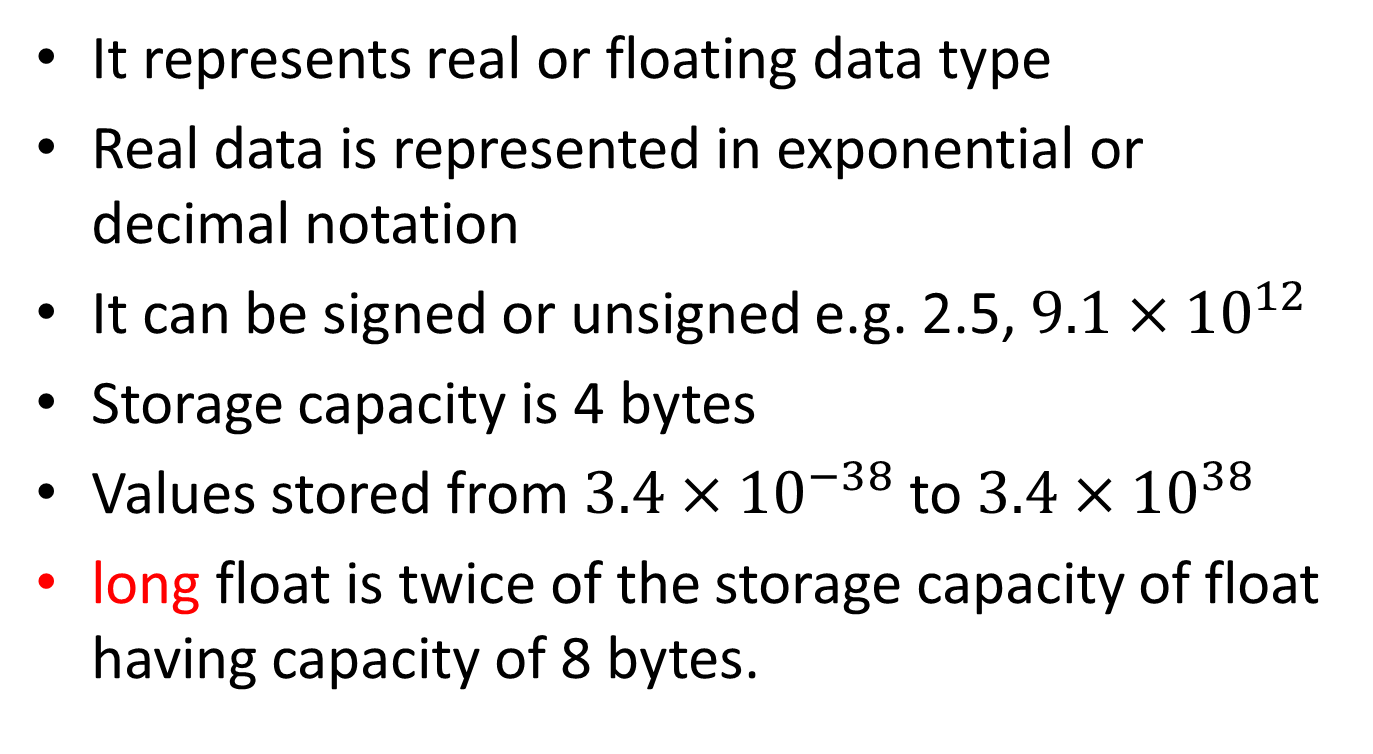 • It represents real or floating data type
• Real data is represented in exponential or
decimal notation
• It can be signed or unsigned e.g. 2.5, 9.1 × 10¹²
• Storage capacity is 4 bytes
• Values stored from 3.4 × 10⁻³⁸ to 3.4 × 10³⁸
• long float is twice of the storage capacity of float
having capacity of 8 bytes.